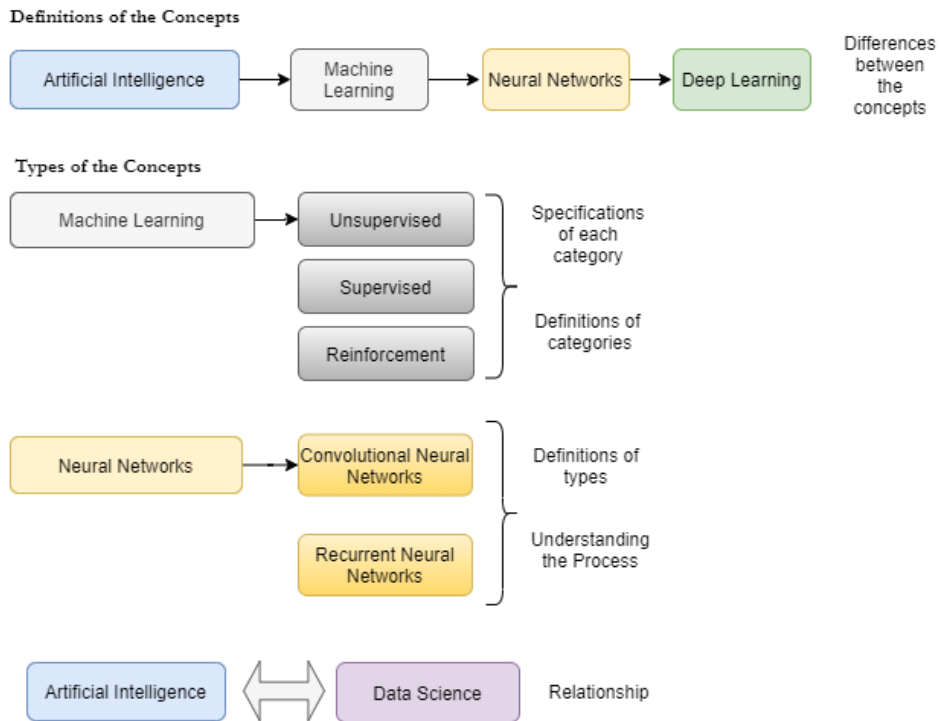 Definitions of the Concepts
Artificial Intelligence
Machine
Learning
Neural Networks
Deep Learning
Differences
between
the
concepts
Types of the Concepts
Machine Learning
Unsupervised
Supervised
Reinforcement
Specifications
of each
category
Definitions of
categories
Neural Networks
Convolutional Neural
Networks
Recurrent Neural
Networks
Definitions of
types
Understanding
the Process
Artificial Intelligence
Data Science
Relationship